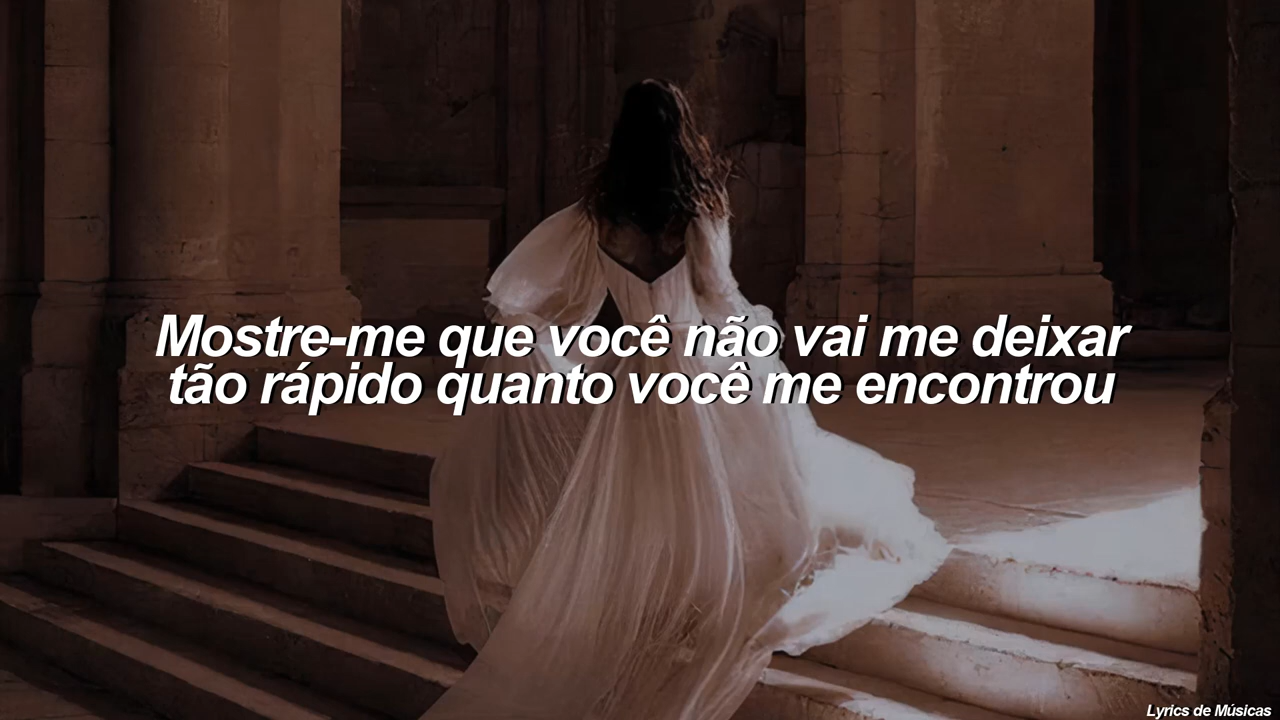 Mostre-me que você não vai me deixar
tão rápido quanto você me encontrou
Lyrics de Músicas